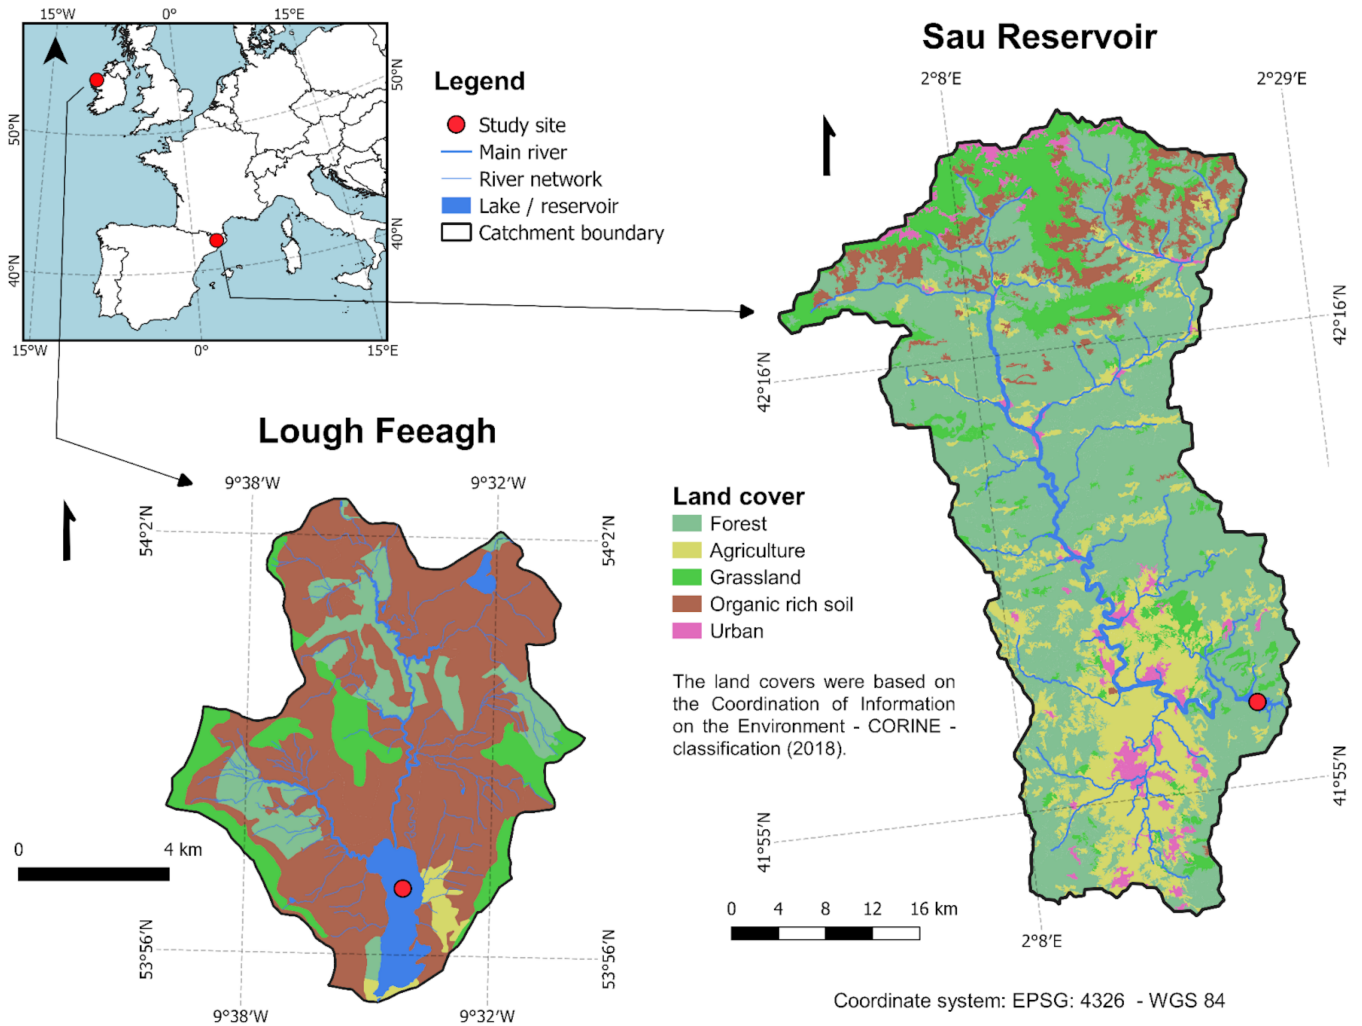 15°W 0° 15°E
50°N
50°N
40°N
40°N
15°W 0° 15°E
Legend
Study site
Main river
River network
Lake / reservoir
Catchment boundary
Sau Reservoir
2°8′E 2°29′E
42°16′N
42°16′N
41°55′N
41°55′N
2°8′E
0 4 8 12 16 km
Lough Feeagh
9°38′W 9°32′W
54°2′N
54°2′N
53°56′N
53°56′N
9°38′W 9°32′W
0 4 km
Land cover
Forest
Agriculture
Grassland
Organic rich soil
Urban
The land covers were based on
the Coordination of Information
on the Environment - CORINE -
classification (2018).
Coordinate system: EPSG: 4326 - WGS 84